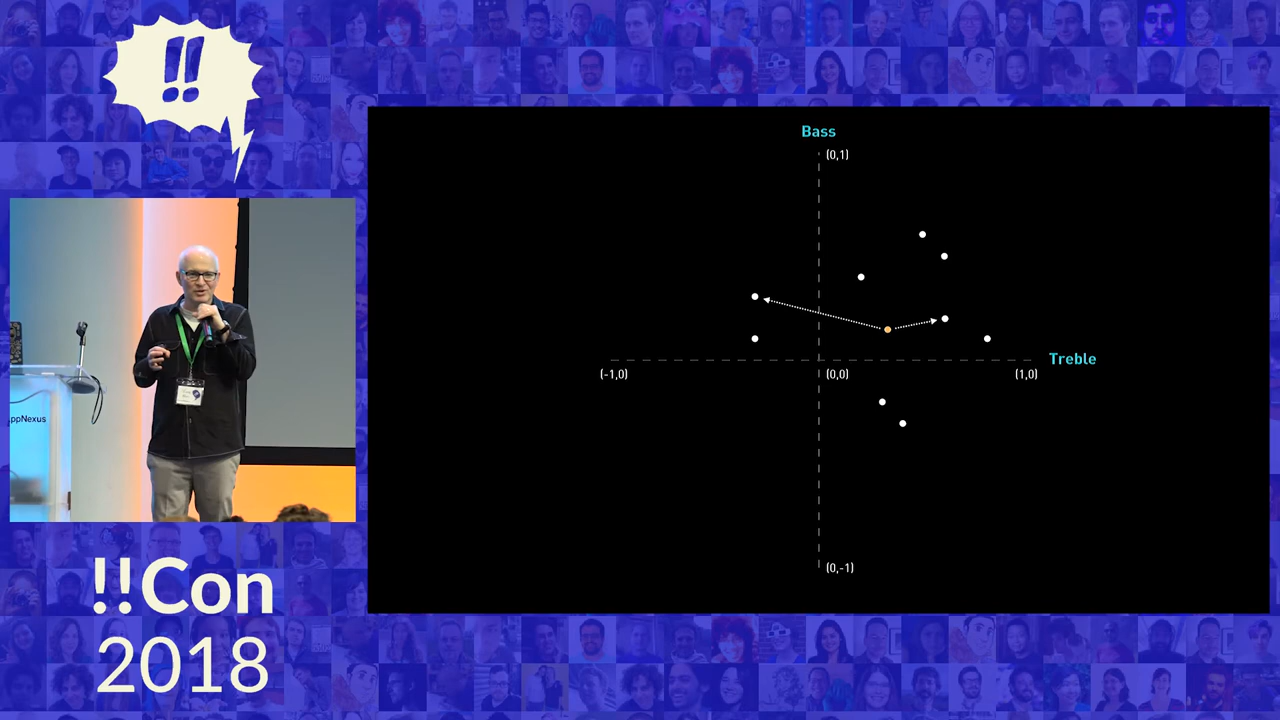 !!
Bass
(0,1)
Treble
(-1,0)
(0,0)
(1,0)
(0,-1)
ppNexus
!!Con
2018